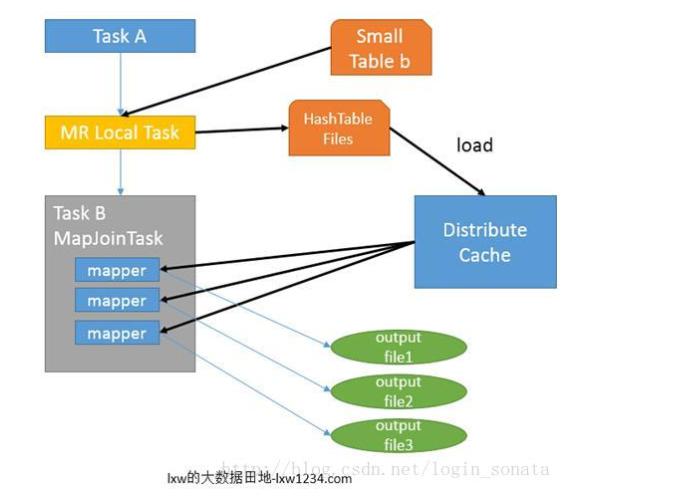 Task A
Small
Table b
MR Local Task
HashTable
Files
load
Task B
MapJoinTask
Distribute
Cache
mapper
mapper
mapper
output
file1
output
file2
output
file3
http://blog.csdn.net/login_sonata
lxw的大数据田地-lxw1234.com